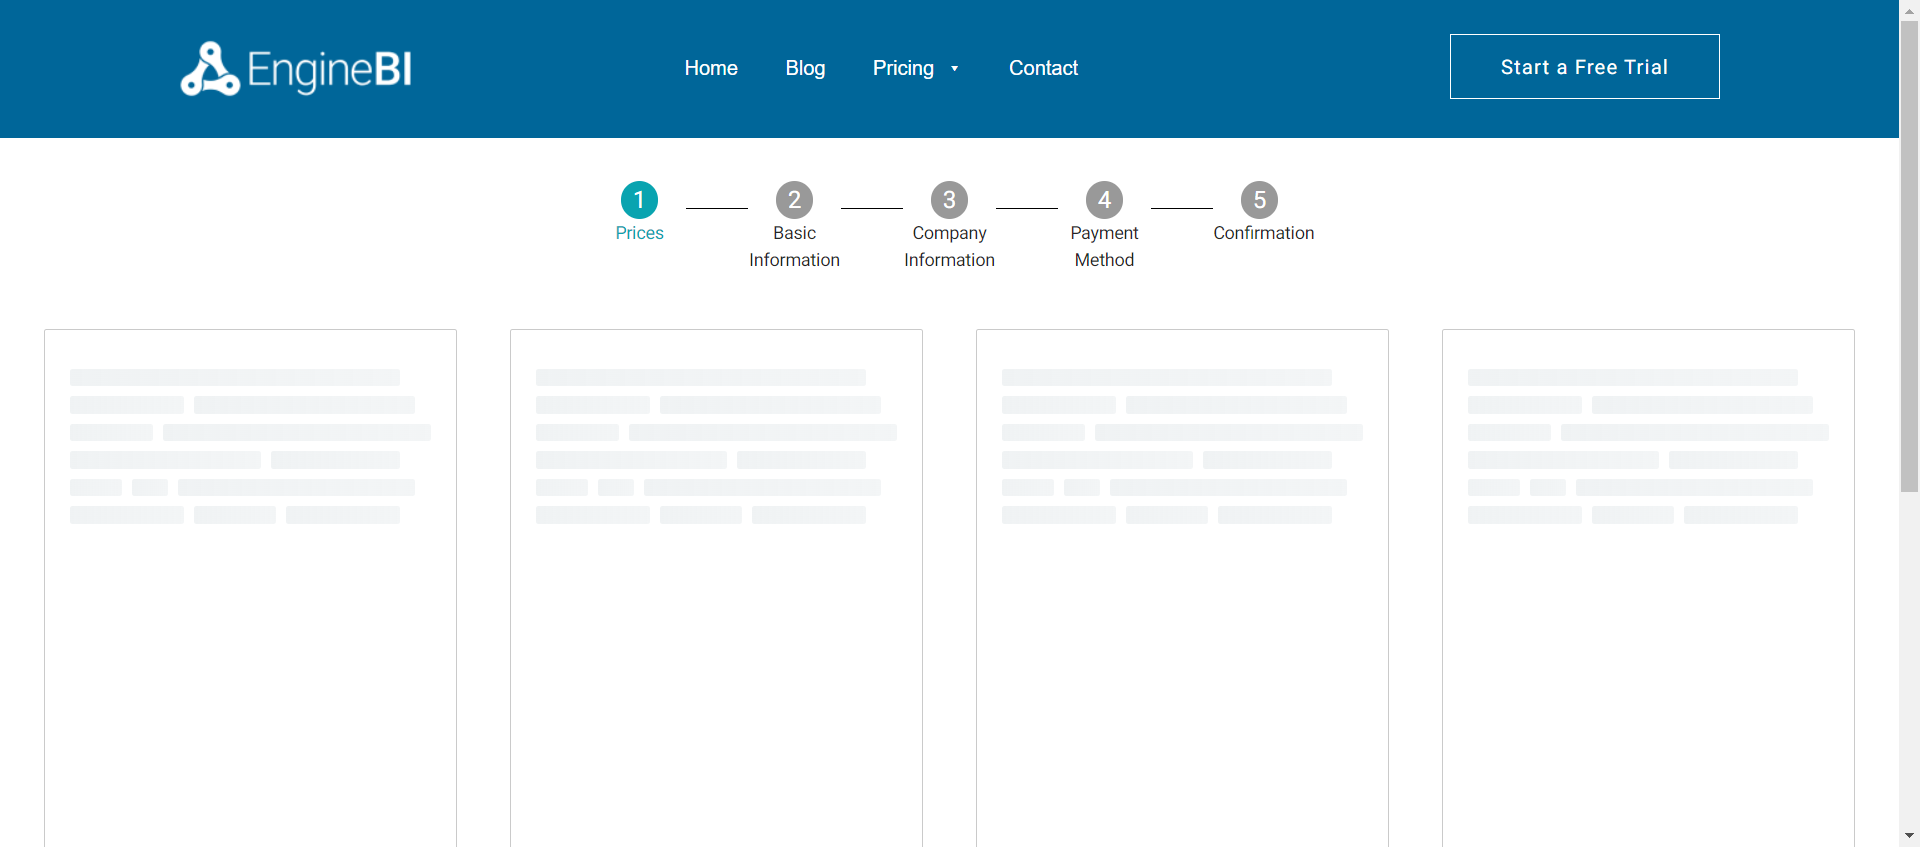 EngineBI
Home Blog Pricing Contact
Start a Free Trial
1 2 3 4 5
Prices Basic Information Company Information Payment Method Confirmation